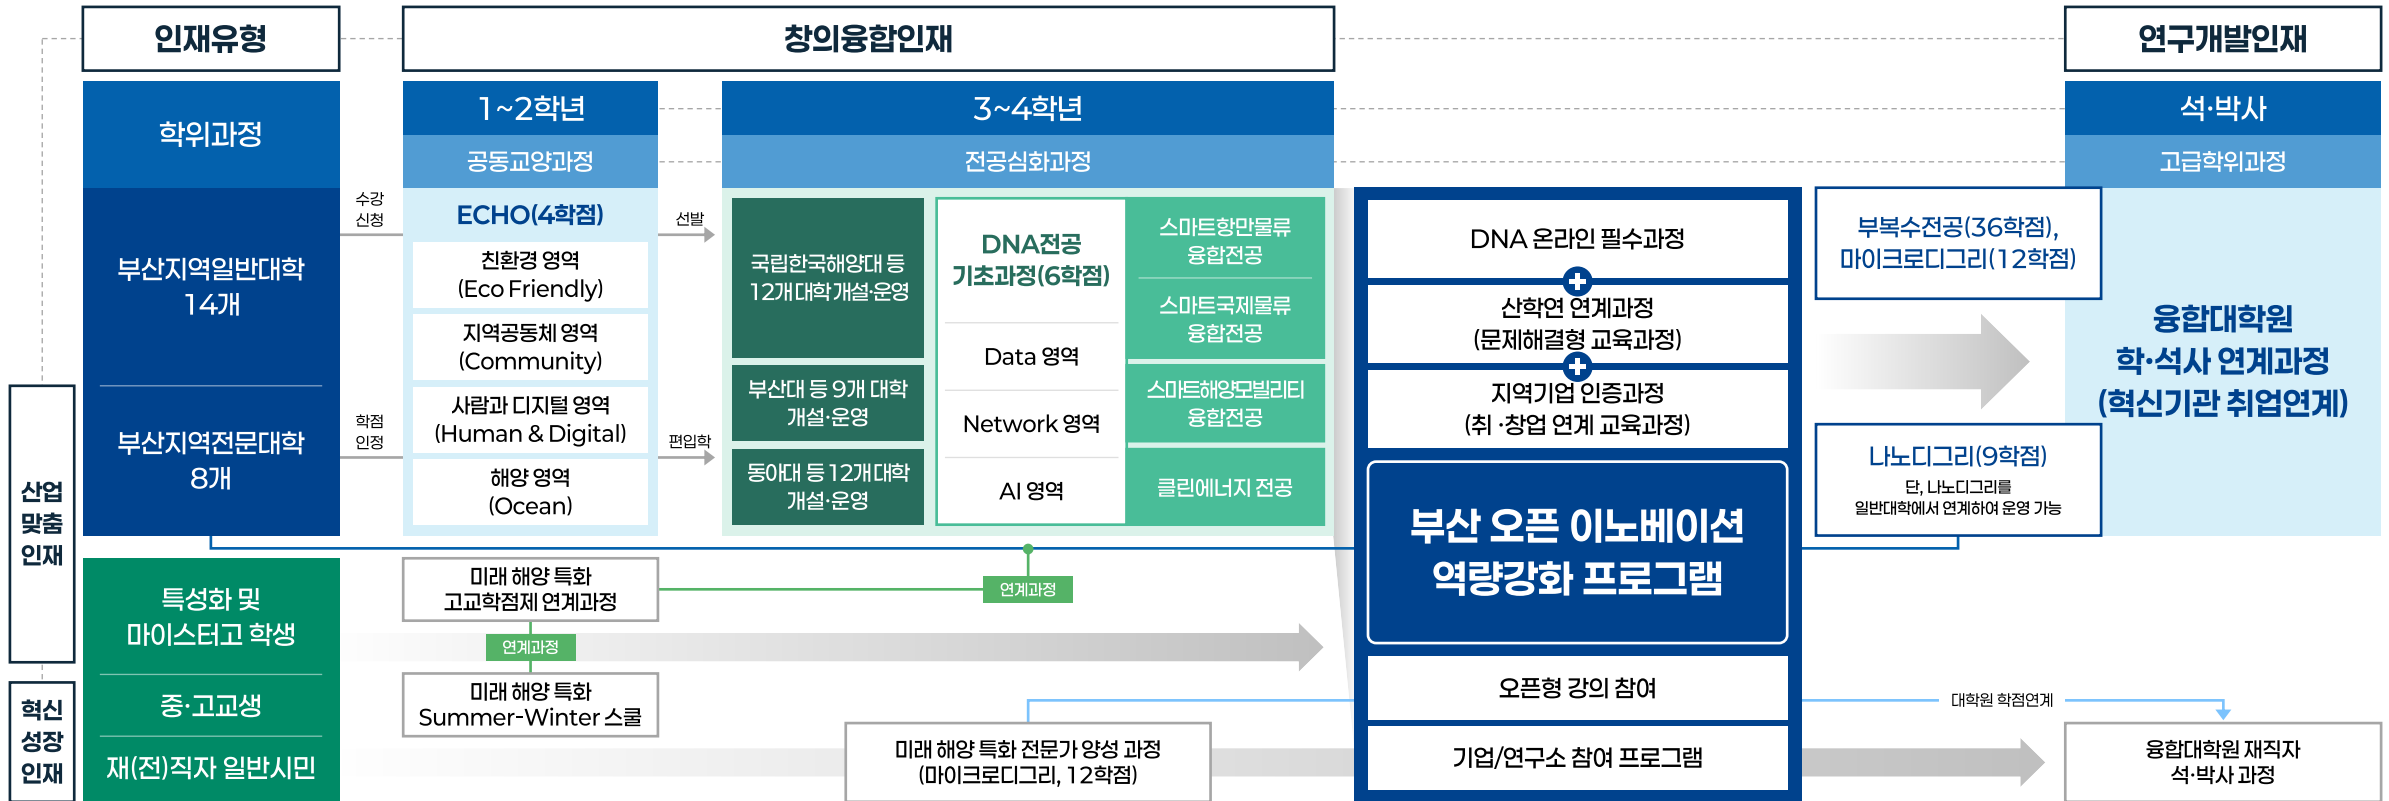 인재유형
창의융합인재
연구개발인재
학위과정
1~2학년
3~4학년
석·박사
공동교양과정
전공심화과정
고급학위과정
부산지역일반대학
14개
부산지역전문대학
8개
수강
신청
학점
인정
ECHO(4학점)
친환경 영역
(Eco Friendly)
지역공동체 영역
(Community)
사람과 디지털 영역
(Human & Digital)
해양 영역
(Ocean)
선발
편입학
국립한국해양대 등
12개 대학 개설·운영
부산대 등 9개 대학
개설·운영
동아대 등 12개 대학
개설·운영
DNA전공
기초과정(6학점)
Data 영역
Network 영역
AI 영역
스마트항만물류
융합전공
스마트국제물류
융합전공
스마트해양모빌리티
융합전공
클린에너지 전공
DNA 온라인 필수과정
산학연 연계과정
(문제해결형 교육과정)
지역기업 인증과정
(취 ·창업 연계 교육과정)
부산 오픈 이노베이션
역량강화 프로그램
오픈형 강의 참여
기업/연구소 참여 프로그램
부복수전공(36학점),
마이크로디그리(12학점)
융합대학원
학·석사 연계과정
(혁신기관 취업연계)
나노디그리(9학점)
단, 나노디그리를
일반대학에서 연계하여 운영 가능
산업
맞춤
인재
혁신
성장
인재
특성화 및
마이스터고 학생
중·고교생
재(전)직자 일반시민
미래 해양 특화
고교학점제 연계과정
연계과정
연계과정
미래 해양 특화
Summer-Winter 스쿨
미래 해양 특화 전문가 양성 과정
(마이크로디그리, 12학점)
대학원 학점연계
융합대학원 재직자
석·박사 과정